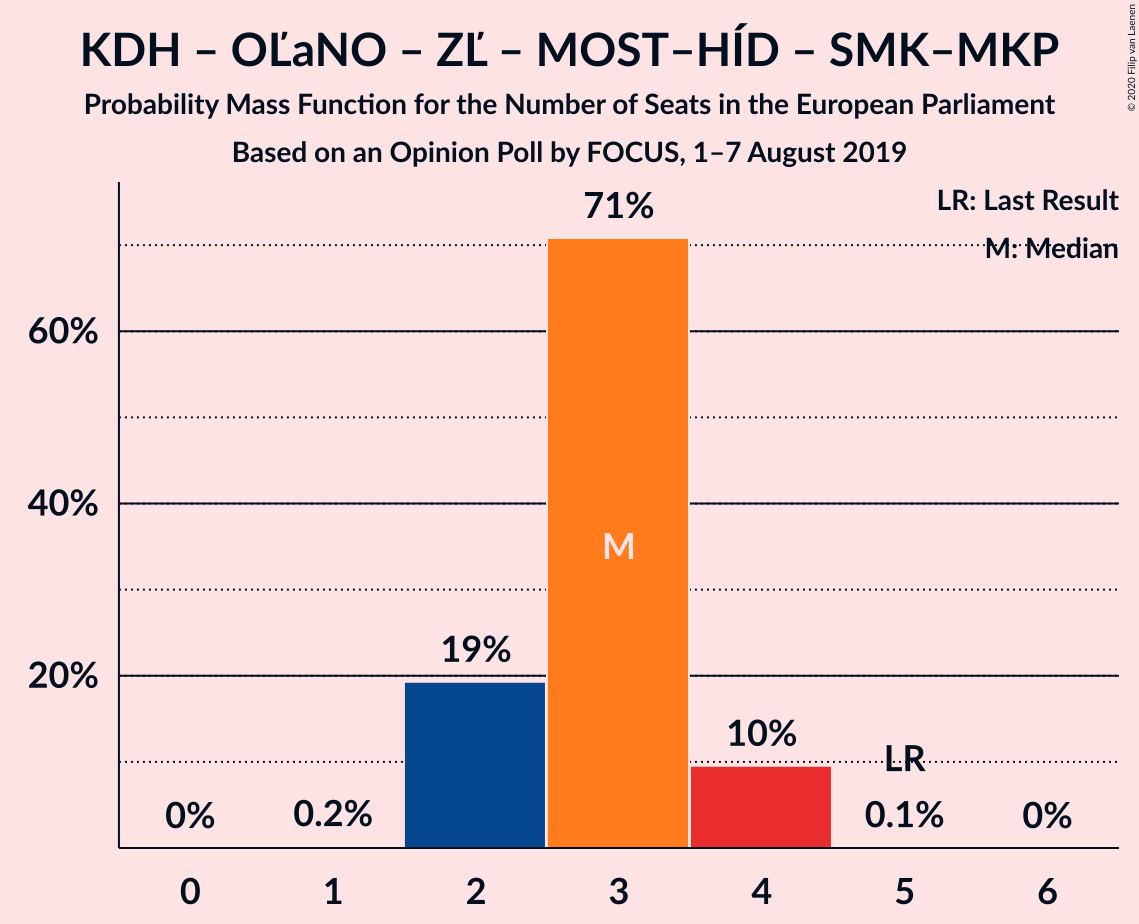 KDH – OĽaNO – ZĽ – MOST–HÍD – SMK–MKP
Probability Mass Function for the Number of Seats in the European Parliament
Based on an Opinion Poll by FOCUS, 1–7 August 2019
© 2020 Filip van Laenen
LR: Last Result
M: Median
71%
60%
40%
M
19%
20%
10%
LR
0%
0.2%
0.1%
0%
0 1 2 3 4 5 6